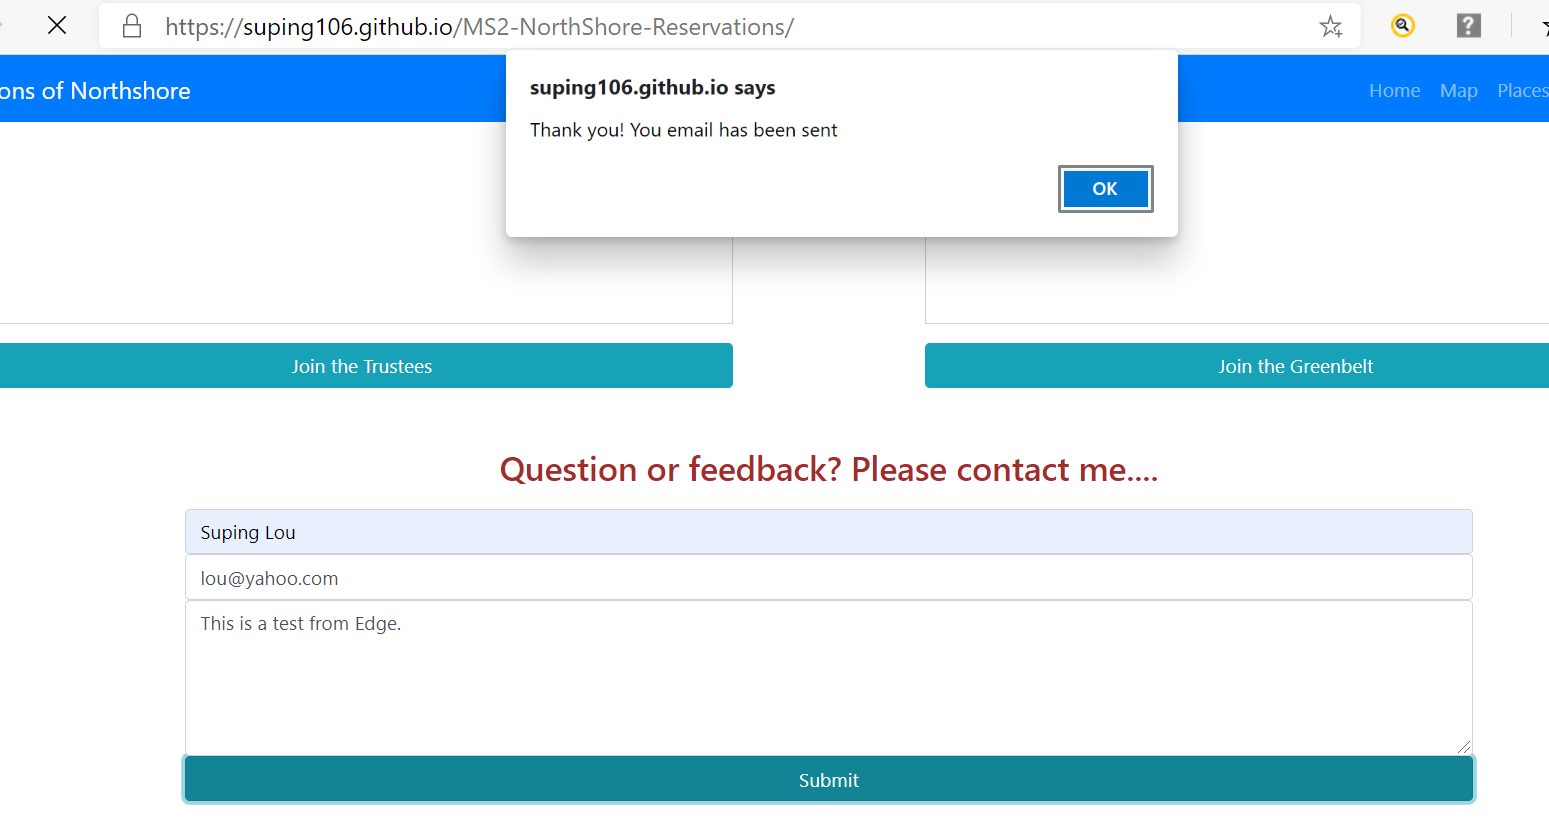 https://suping106.github.io/MS2-NorthShore-Reservations/
?
ons of Northshore
Home Map Places
suping106.github.io says
Thank you! You email has been sent
OK
Join the Trustees
Join the Greenbelt
Question or feedback? Please contact me....
Suping Lou
lou@yahoo.com
This is a test from Edge.
Submit